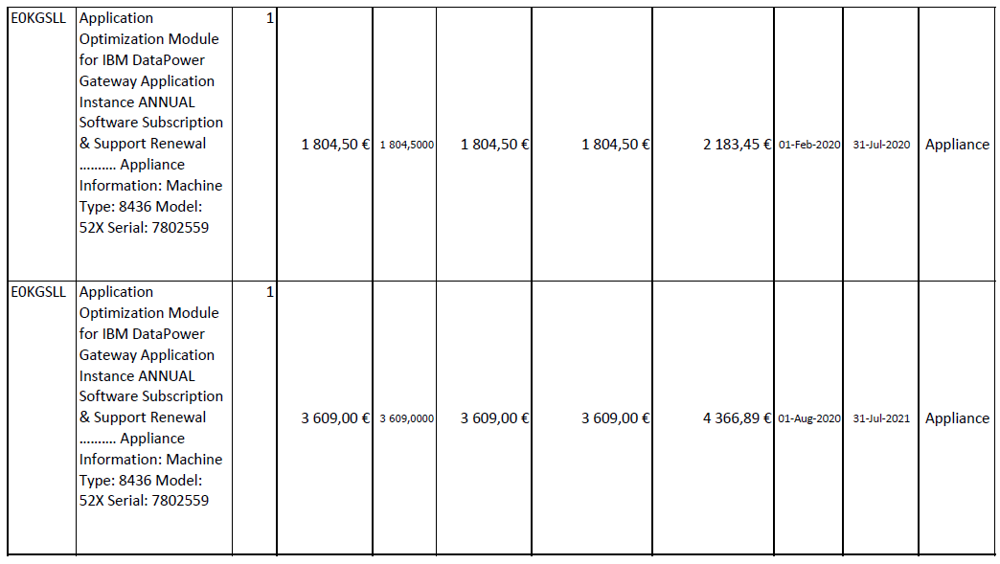 E0KGSLL
Application
Optimization Module
for IBM DataPower
Gateway Application
Instance ANNUAL
Software Subscription
& Support Renewal
.......... Appliance
Information: Machine
Type: 8436 Model:
52X Serial: 7802559
1
1 804,50 €
1 804,5000
1 804,50 €
1 804,50 €
2 183,45 €
01-Feb-2020
31-Jul-2020
Appliance
E0KGSLL
Application
Optimization Module
for IBM DataPower
Gateway Application
Instance ANNUAL
Software Subscription
& Support Renewal
.......... Appliance
Information: Machine
Type: 8436 Model:
52X Serial: 7802559
1
3 609,00 €
3 609,0000
3 609,00 €
3 609,00 €
4 366,89 €
01-Aug-2020
31-Jul-2021
Appliance